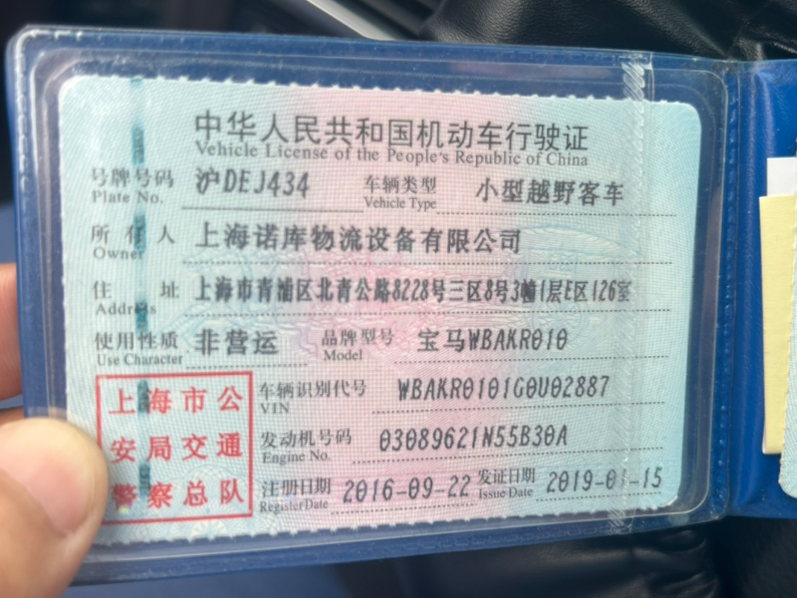 中华人民共和国机动车行驶证
Vehicle License of the People's Republic of China
号牌号码 沪DEJ434 车辆类型 小型越野客车
Plate No. Vehicle Type
所有人 上海诺库物流设备有限公司
Owner
住址 上海市青浦区北青公路8228号三区8号3幢1层E区126室
Address
使用性质 非营运 品牌型号 宝马WBAKR010
Use Character Model
上海市公
安局交通
警察总队
车辆识别代号 WBAKR0101G0U02887
VIN
发动机号码 03089621N55B30A
Engine No.
注册日期 2016-09-22 发证日期 2019-01-15
Register Date Issue Date